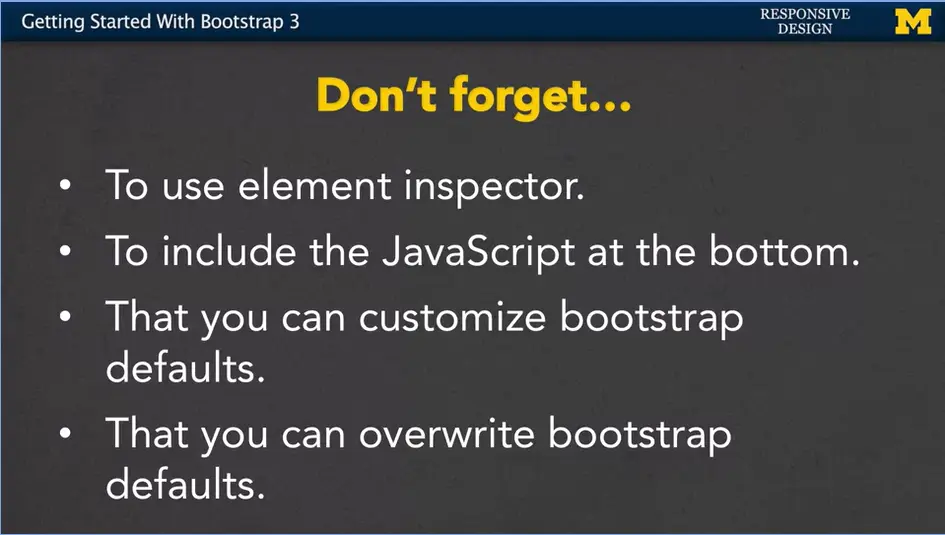 Getting Started With Bootstrap 3
RESPONSIVE
DESIGN
M
Don't forget...
• To use element inspector.
• To include the JavaScript at the bottom.
• That you can customize bootstrap
defaults.
• That you can overwrite bootstrap
defaults.